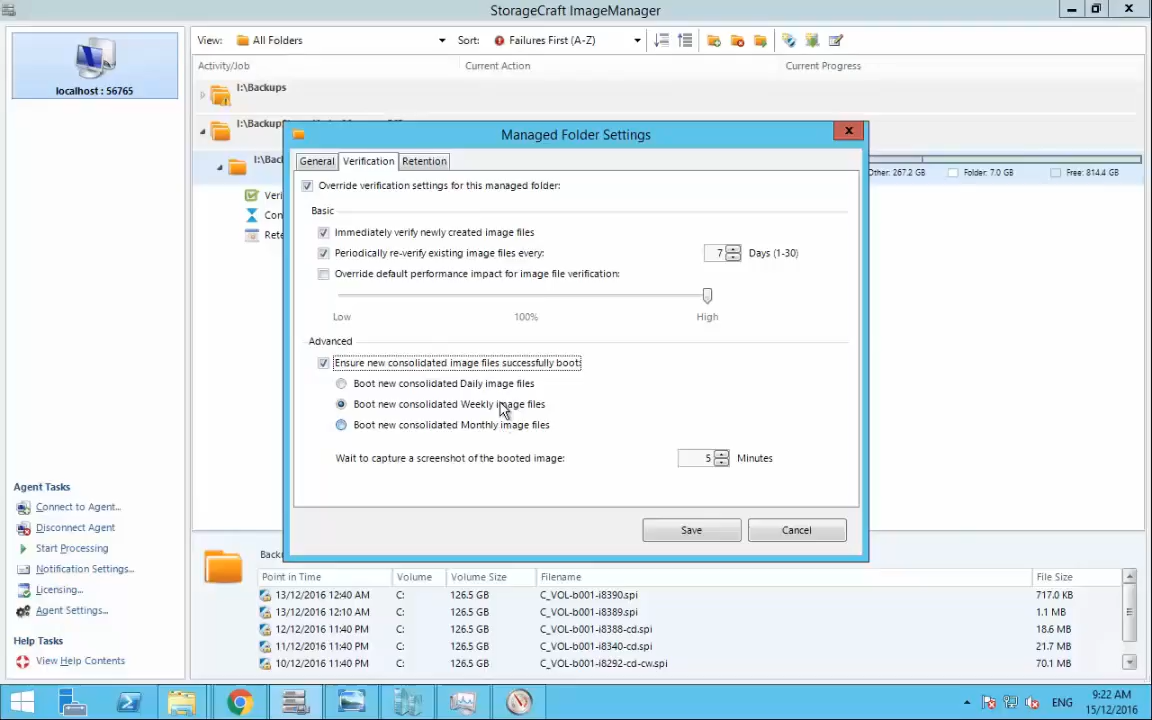 StorageCraft ImageManager
View: All Folders Sort: Failures First (A-Z)
localhost : 56765
Activity/Job Current Action Current Progress
I:\Backups
Managed Folder Settings
General Verification Retention
Other: 267.2 GB Folder: 7.0 GB Free: 814.4 GB
Override verification settings for this managed folder:
Basic
Immediately verify newly created image files
Periodically re-verify existing image files every: 7 Days (1-30)
Override default performance impact for image file verification:
Low 100% High
Advanced
Ensure new consolidated image files successfully boot:
Boot new consolidated Daily image files
Boot new consolidated Weekly image files
Boot new consolidated Monthly image files
Wait to capture a screenshot of the booted image: 5 Minutes
Save Cancel
Agent Tasks
Connect to Agent...
Disconnect Agent
Start Processing
Notification Settings...
Licensing...
Agent Settings...
Help Tasks
View Help Contents
Point in Time Volume Volume Size Filename File Size
13/12/2016 12:40 AM C: 126.5 GB C_VOL-b001-i8390.spi 717.0 KB
13/12/2016 12:10 AM C: 126.5 GB C_VOL-b001-i8389.spi 1.1 MB
12/12/2016 11:40 PM C: 126.5 GB C_VOL-b001-i8388-cd.spi 18.6 MB
11/12/2016 11:40 PM C: 126.5 GB C_VOL-b001-i8340-cd.spi 21.7 MB
10/12/2016 11:40 PM C: 126.5 GB C_VOL-b001-i8292-cd-cw.spi 70.1 MB
ENG
9:22 AM
15/12/2016